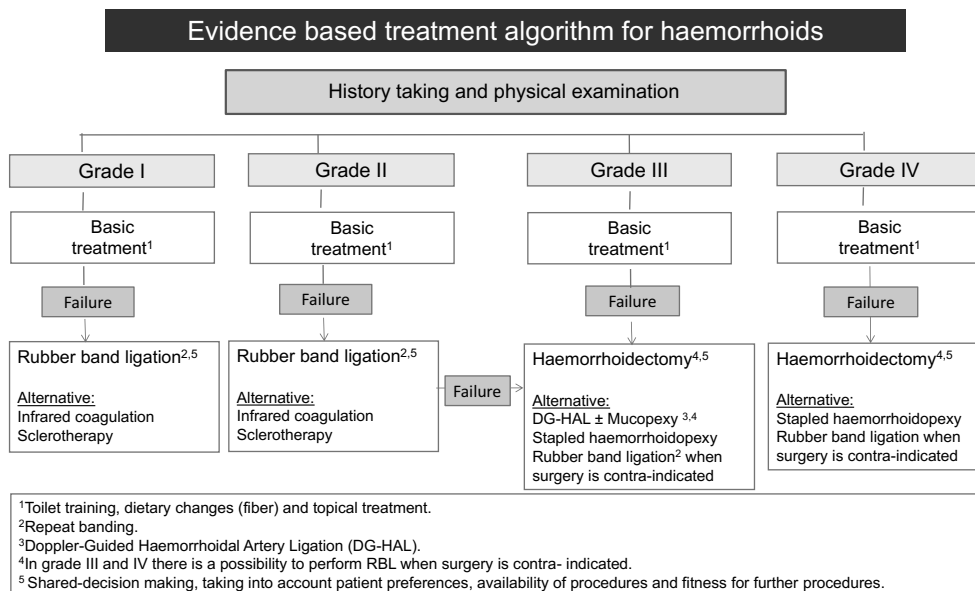 Evidence based treatment algorithm for haemorrhoids
History taking and physical examination
Grade I
Basic
treatment¹
Failure
Rubber band ligation²,⁵
Alternative:
Infrared coagulation
Sclerotherapy
Grade II
Basic
treatment¹
Failure
Rubber band ligation²,⁵
Alternative:
Infrared coagulation
Sclerotherapy
Failure
Grade III
Basic
treatment¹
Failure
Haemorrhoidectomy⁴,⁵
Alternative:
DG-HAL ± Mucopexy ³,⁴
Stapled haemorrhoidopexy
Rubber band ligation² when
surgery is contra-indicated
Grade IV
Basic
treatment¹
Failure
Haemorrhoidectomy⁴,⁵
Alternative:
Stapled haemorrhoidopexy
Rubber band ligation when
surgery is contra-indicated
¹Toilet training, dietary changes (fiber) and topical treatment.
²Repeat banding.
³Doppler-Guided Haemorrhoidal Artery Ligation (DG-HAL).
⁴In grade III and IV there is a possibility to perform RBL when surgery is contra- indicated.
⁵ Shared-decision making, taking into account patient preferences, availability of procedures and fitness for further procedures.